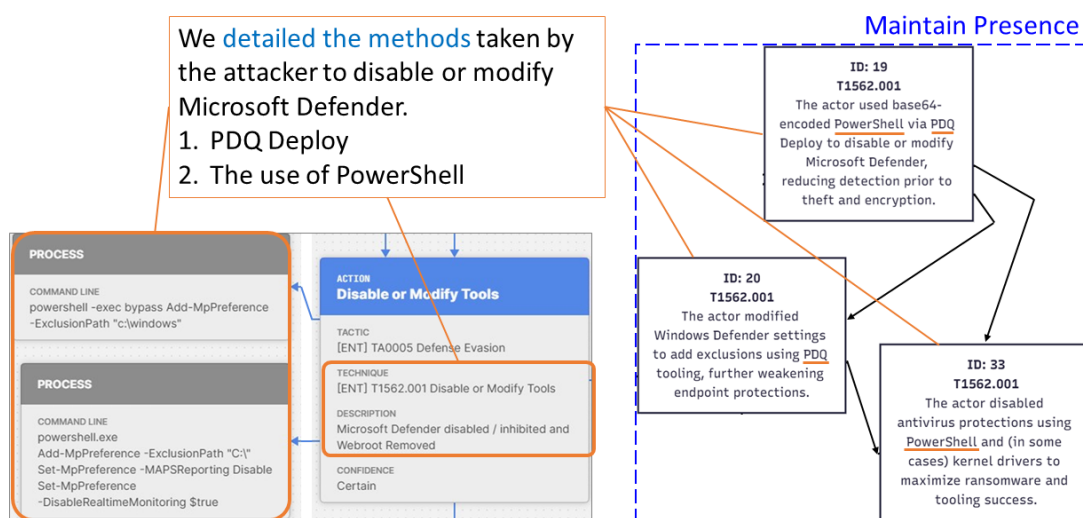 Maintain Presence
We detailed the methods taken by
the attacker to disable or modify
Microsoft Defender.
1. PDQ Deploy
2. The use of PowerShell
ID: 19
T1562.001
The actor used base64-
encoded PowerShell via PDQ
Deploy to disable or modify
Microsoft Defender,
reducing detection prior to
theft and encryption.
PROCESS
COMMAND LINE
powershell -exec bypass Add-MpPreference
-ExclusionPath "c:\windows"
PROCESS
COMMAND LINE
powershell.exe
Add-MpPreference -ExclusionPath "C:\"
Set-MpPreference -MAPSReporting Disable
Set-MpPreference
-DisableRealtimeMonitoring $true
ACTION
Disable or Modify Tools
TACTIC
[ENT] TA0005 Defense Evasion
TECHNIQUE
[ENT] T1562.001 Disable or Modify Tools
DESCRIPTION
Microsoft Defender disabled / inhibited and
Webroot Removed
CONFIDENCE
Certain
ID: 20
T1562.001
The actor modified
Windows Defender settings
to add exclusions using PDQ
tooling, further weakening
endpoint protections.
ID: 33
T1562.001
The actor disabled
antivirus protections using
PowerShell and (in some
cases) kernel drivers to
maximize ransomware and
tooling success.